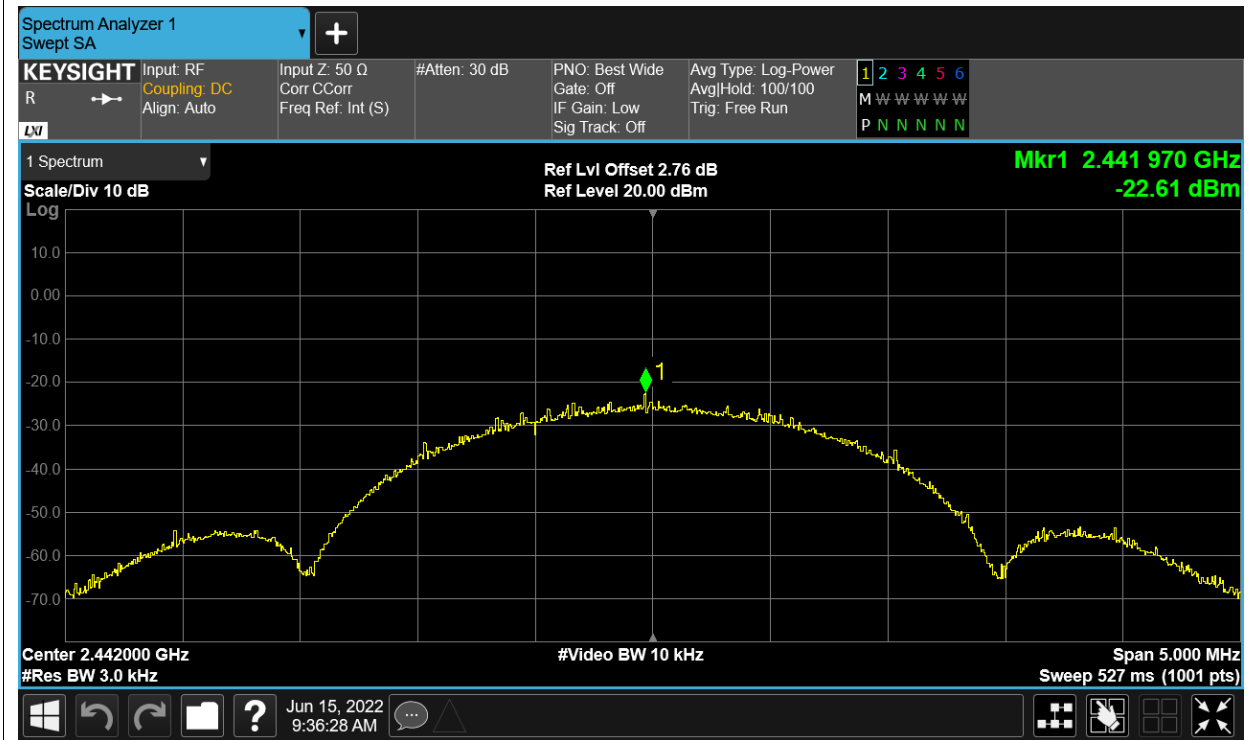 Spectrum Analyzer 1
Swept SA
+
KEYSIGHT
R
LXI
Input: RF
Coupling: DC
Align: Auto
Input Z: 50 Ω
Corr CCorr
Freq Ref: Int (S)
#Atten: 30 dB
PNO: Best Wide
Gate: Off
IF Gain: Low
Sig Track: Off
Avg Type: Log-Power
Avg|Hold: 100/100
Trig: Free Run
1 2 3 4 5 6
M W W W W W
P N N N N N
1 Spectrum
Scale/Div 10 dB
Log
Ref Lvl Offset 2.76 dB
Ref Level 20.00 dBm
Mkr1 2.441 970 GHz
-22.61 dBm
10.0
0.00
-10.0
-20.0
-30.0
-40.0
-50.0
-60.0
-70.0
1
Center 2.442000 GHz
#Res BW 3.0 kHz
#Video BW 10 kHz
Span 5.000 MHz
Sweep 527 ms (1001 pts)
?
Jun 15, 2022
9:36:28 AM